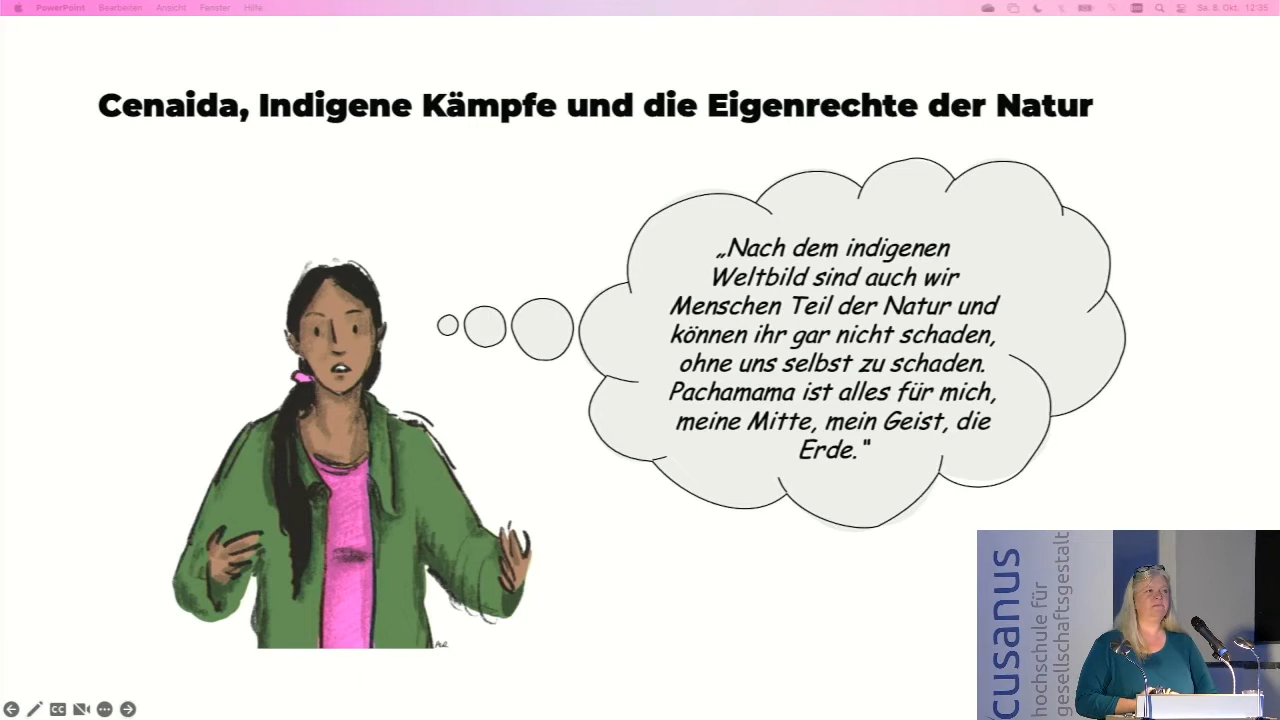 PowerPoint Bearbeiten Ansicht Fenster Hilfe
Sa. 8. Okt. 12:35
Cenaida, Indigene Kämpfe und die Eigenrechte der Natur
„Nach dem indigenen
Weltbild sind auch wir
Menschen Teil der Natur und
können ihr gar nicht schaden,
ohne uns selbst zu schaden.
Pachamama ist alles für mich,
meine Mitte, mein Geist, die
Erde."
cusanus
hochschule für
gesellschaftsgestalt
CC